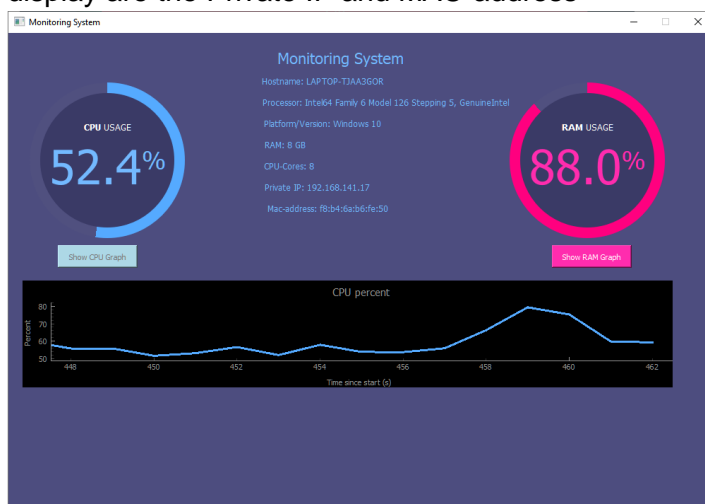 display are the Private IP and MAC address
Monitoring System
Monitoring System
Hostname: LAPTOP-TJAA3GOR
Processor: Intel64 Family 6 Model 126 Stepping 5, GenuineIntel
Platform/Version: Windows 10
RAM: 8 GB
CPU-Cores: 8
Private IP: 192.168.141.17
Mac-address: f8:b4:6a:b6:fe:50
CPU USAGE
52.4%
Show CPU Graph
RAM USAGE
88.0%
Show RAM Graph
CPU percent
Percent
80
70
60
50
448 450 452 454 456 458 460 462
Time since start (s)